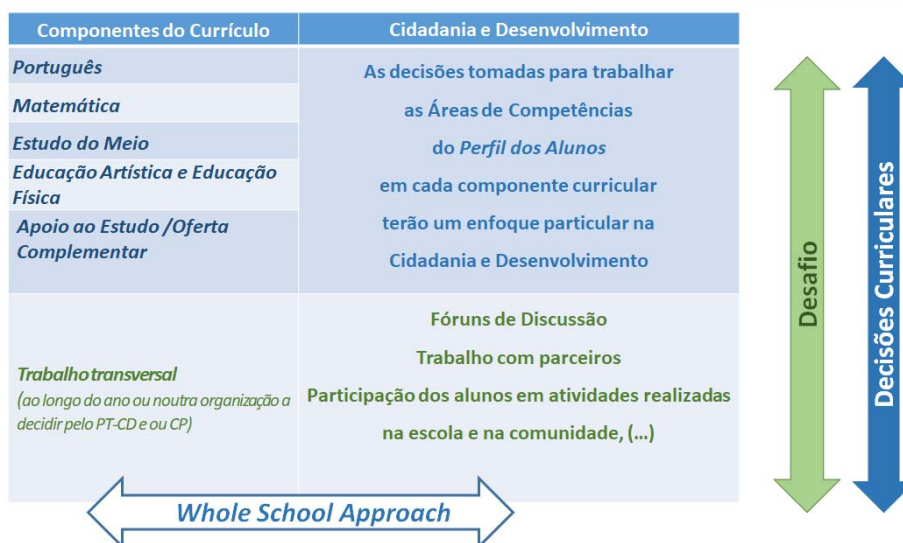 Componentes do Currículo
Cidadania e Desenvolvimento
Português
Matemática
Estudo do Meio
Educação Artística e Educação
Física
Apoio ao Estudo /Oferta
Complementar
As decisões tomadas para trabalhar
as Áreas de Competências
do Perfil dos Alunos
em cada componente curricular
terão um enfoque particular na
Cidadania e Desenvolvimento
Trabalho transversal
(ao longo do ano ou noutra organização a
decidir pelo PT-CD e ou CP)
Fóruns de Discussão
Trabalho com parceiros
Participação dos alunos em atividades realizadas
na escola e na comunidade, (...)
Whole School Approach
Desafio
Decisões Curriculares